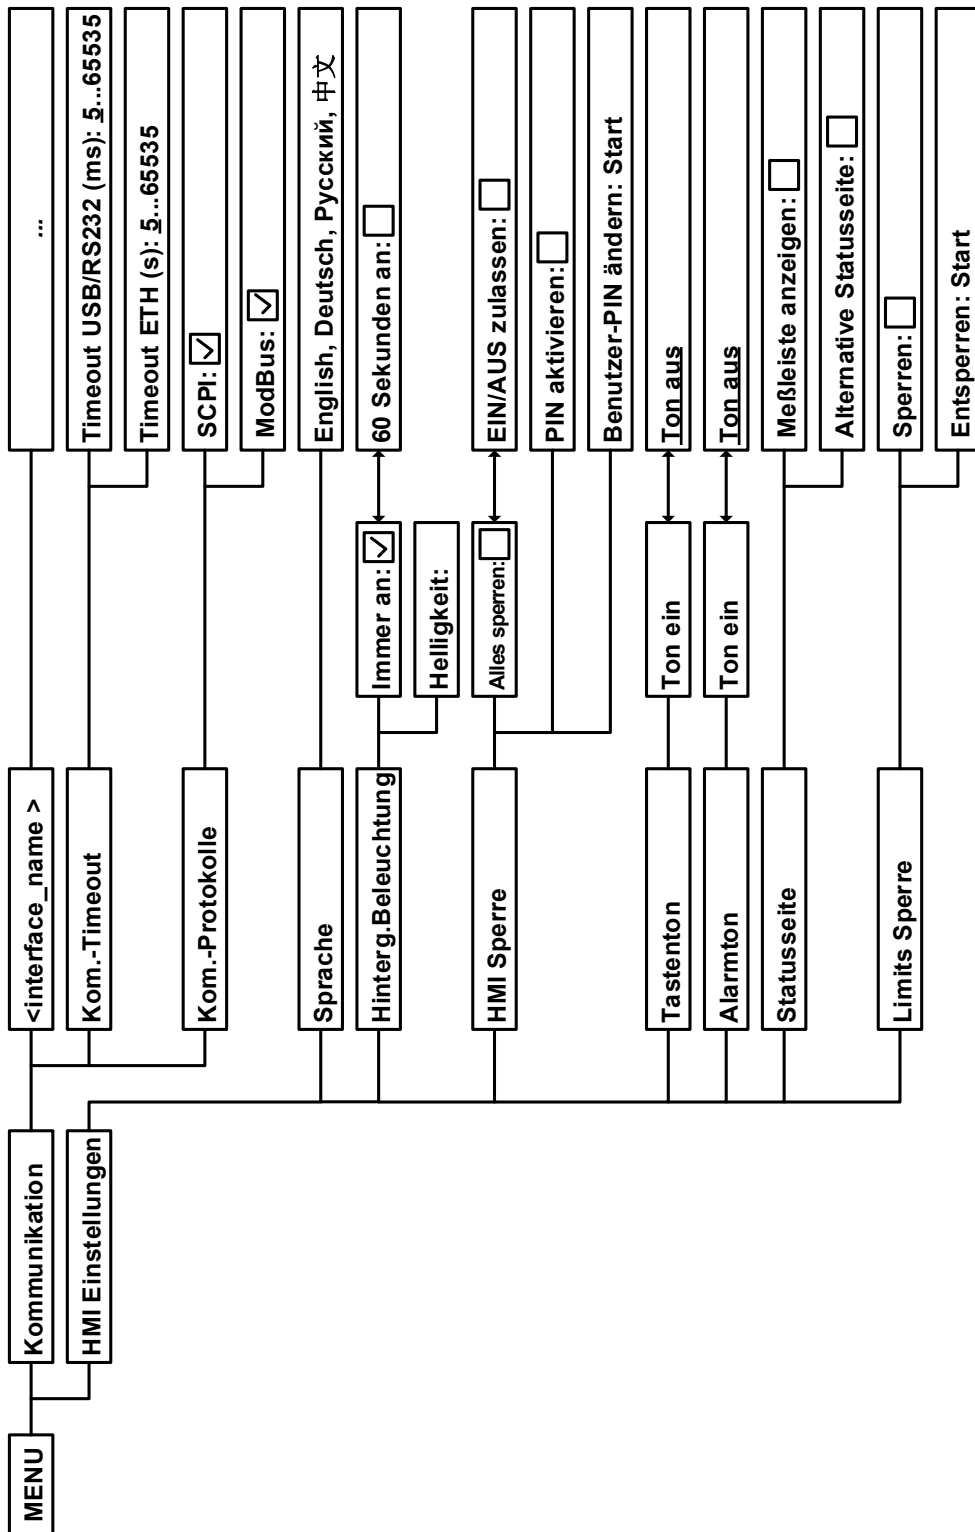 MENU
Kommunikation
<interface_name >
...
Kom.-Timeout
Timeout USB/RS232 (ms): 5...65535
Timeout ETH (s): 5...65535
Kom.-Protokolle
SCPI:
ModBus:
HMI Einstellungen
Sprache
English, Deutsch, Русский, 中文
Hinterg.Beleuchtung
Immer an:
60 Sekunden an:
Helligkeit:
HMI Sperre
Alles sperren:
EIN/AUS zulassen:
PIN aktivieren:
Benutzer-PIN ändern: Start
Tastenton
Ton ein
Ton aus
Alarmton
Ton ein
Ton aus
Statusseite
Meßleiste anzeigen:
Alternative Statusseite:
Limits Sperre
Sperren:
Entsperren: Start